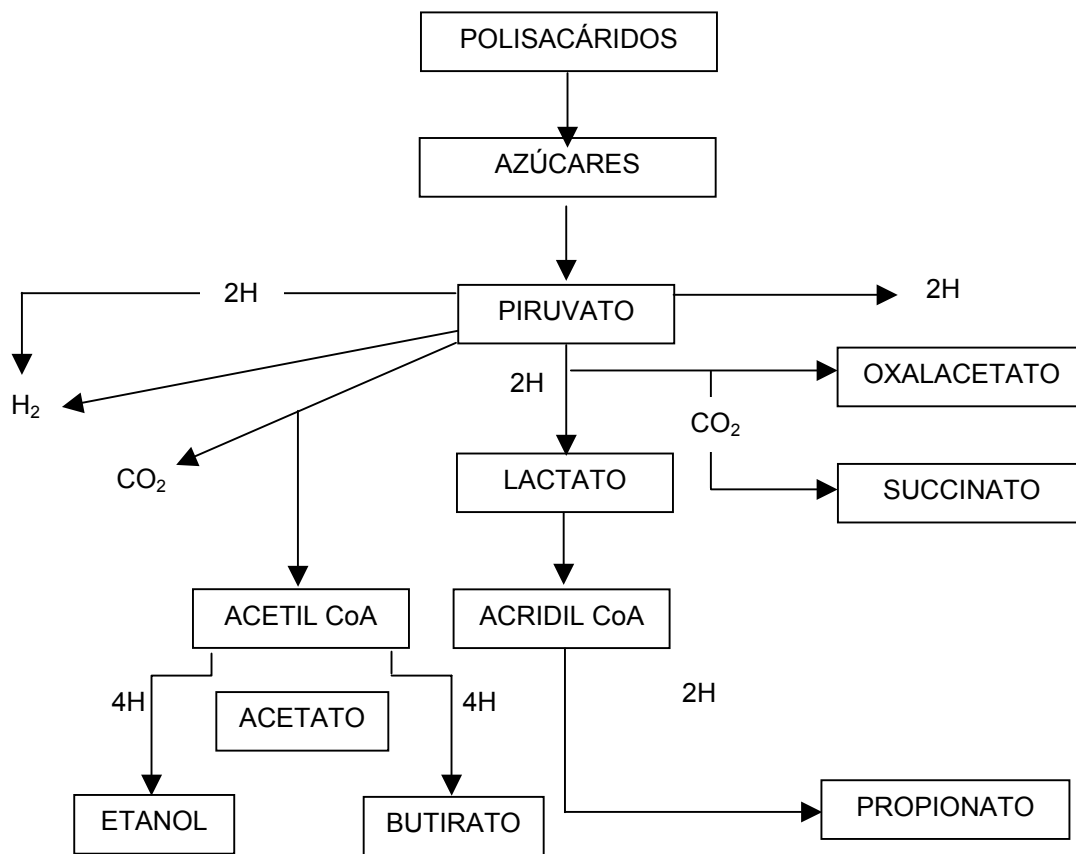 POLISACÁRIDOS
AZÚCARES
2H
PIRUVATO
2H
H₂
2H
OXALACETATO
CO₂
CO₂
LACTATO
SUCCINATO
ACETIL CoA
ACRIDIL CoA
4H
ACETATO
4H
2H
ETANOL
BUTIRATO
PROPIONATO